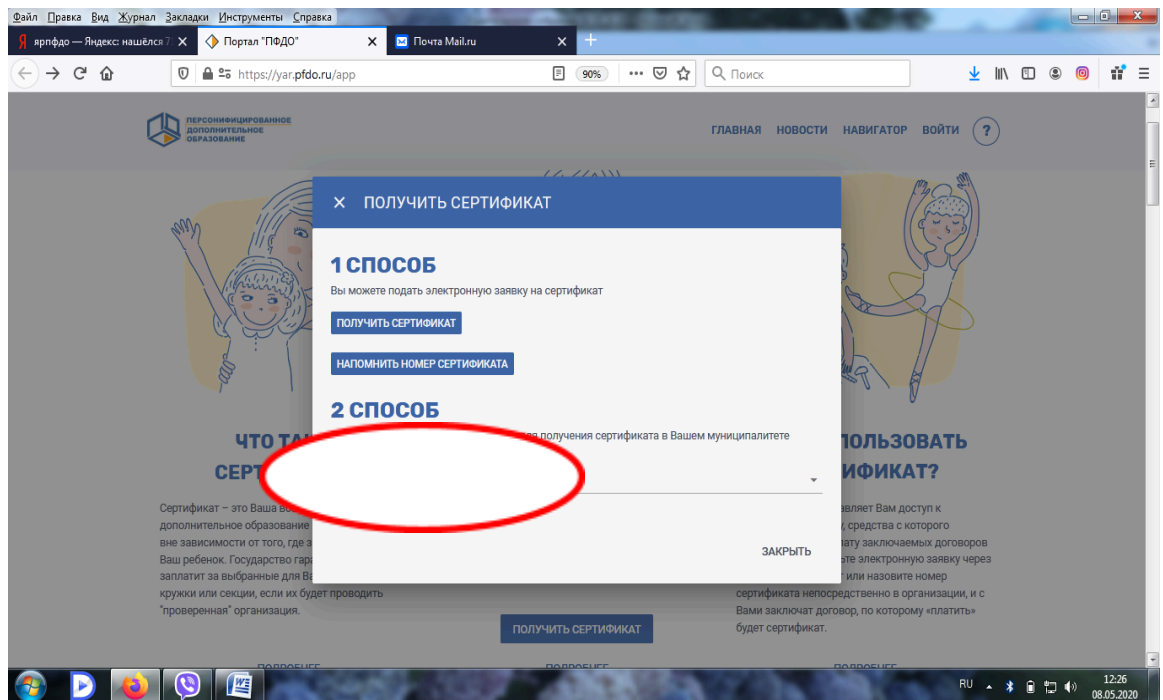 Файл Правка Вид Журнал Закладки Инструменты Справка
ярпфдо — Яндекс: нашёлся 7
Портал "ПФДО"
Почта Mail.ru
https://yar.pfdo.ru/app
90%
Поиск
ПЕРСОНИФИЦИРОВАННОЕ
ДОПОЛНИТЕЛЬНОЕ
ОБРАЗОВАНИЕ
ГЛАВНАЯ НОВОСТИ НАВИГАТОР ВОЙТИ ?
ПОЛУЧИТЬ СЕРТИФИКАТ
1 СПОСОБ
Вы можете подать электронную заявку на сертификат
ПОЛУЧИТЬ СЕРТИФИКАТ
НАПОМНИТЬ НОМЕР СЕРТИФИКАТА
2 СПОСОБ
получения сертификата в Вашем муниципалитете
ЗАКРЫТЬ
ЧТО ТА
СЕРТ
Сертификат – это Ваша
дополнительное образование
вне зависимости от того, где
Ваш ребенок. Государство гар
заплатит за выбранные для Ва
кружки или секции, если их будет проводить
"проверенная" организация.
ПОЛУЧИТЬ СЕРТИФИКАТ
ПОЛЬЗОВАТЬ
ИФИКАТ?
авляет Вам доступ к
, средства с которого
лату заключаемых договоров
те электронную заявку через
или назовите номер
сертификата непосредственно в организации, и с
Вами заключат договор, по которому «платить»
будет сертификат.
ПОДРОБНЕЕ
ПОДРОБНЕЕ
ПОДРОБНЕЕ
RU
12:26
08.05.2020